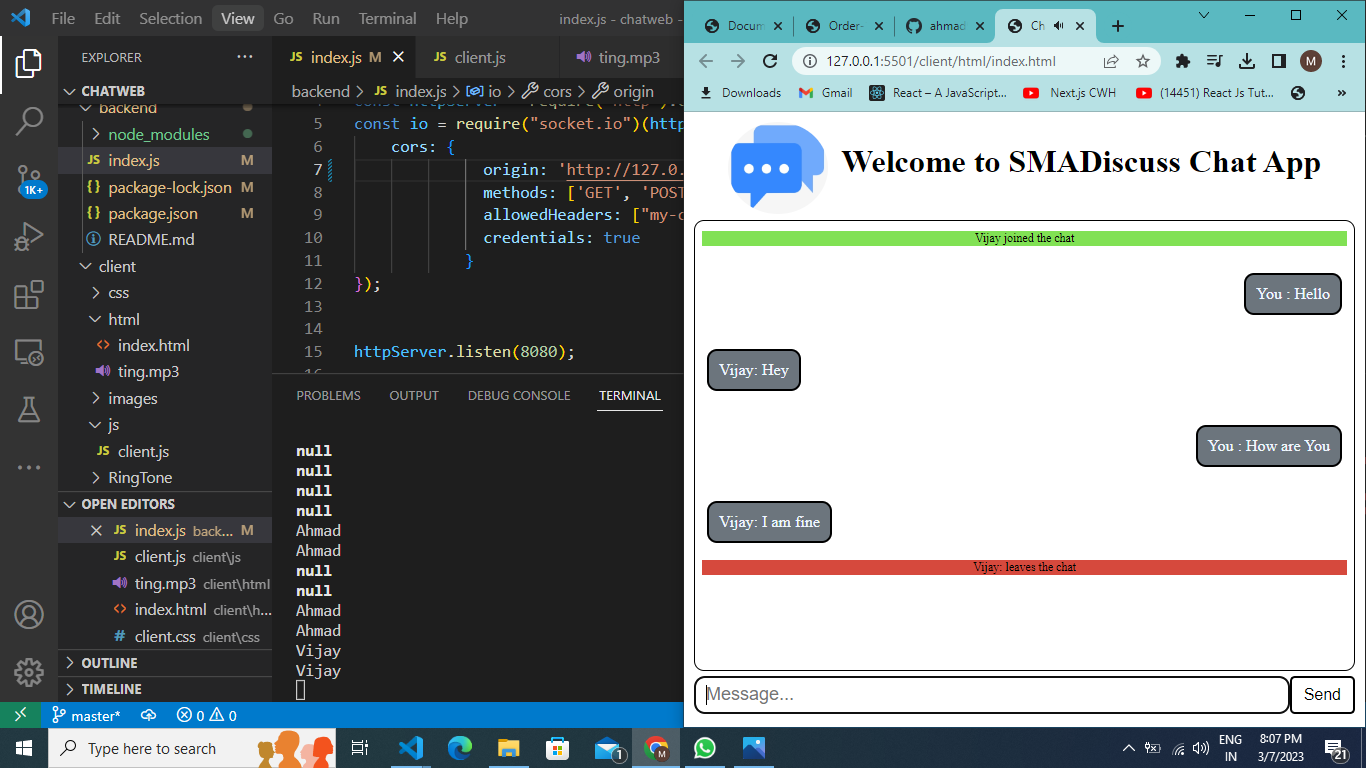 File Edit Selection View Go Run Terminal Help index.js - chatweb -
EXPLORER ...
CHATWEB
backend
node_modules
JS index.js M
{} package-lock.json M
{} package.json M
README.md
client
css
html
<> index.html
ting.mp3
images
js
JS client.js
RingTone
OPEN EDITORS
JS index.js back... M
JS client.js client\js
ting.mp3 client\html
<> index.html client\h...
# client.css client\css
OUTLINE
TIMELINE
1K+
JS index.js M
JS client.js
ting.mp3
backend > JS index.js > io > cors > origin
5 const io = require("socket.io")(http
6 cors: {
7 origin: 'http://127.0.
8 methods: ['GET', 'POST
9 allowedHeaders: ["my-c
10 credentials: true
11 }
12 });
13
14
15 httpServer.listen(8080);
PROBLEMS OUTPUT DEBUG CONSOLE TERMINAL
null
null
null
null
Ahmad
Ahmad
null
null
Ahmad
Ahmad
Vijay
Vijay
master* 0 0
Docum
Order-
ahmad
Ch
127.0.0.1:5501/client/html/index.html
M
Downloads Gmail React – A JavaScript... Next.js CWH (14451) React Js Tut... »
Welcome to SMADiscuss Chat App
Vijay joined the chat
You : Hello
Vijay: Hey
You : How are You
Vijay: I am fine
Vijay: leaves the chat
Message...
Send
Type here to search
1
M
ENG
IN
8:07 PM
3/7/2023
21